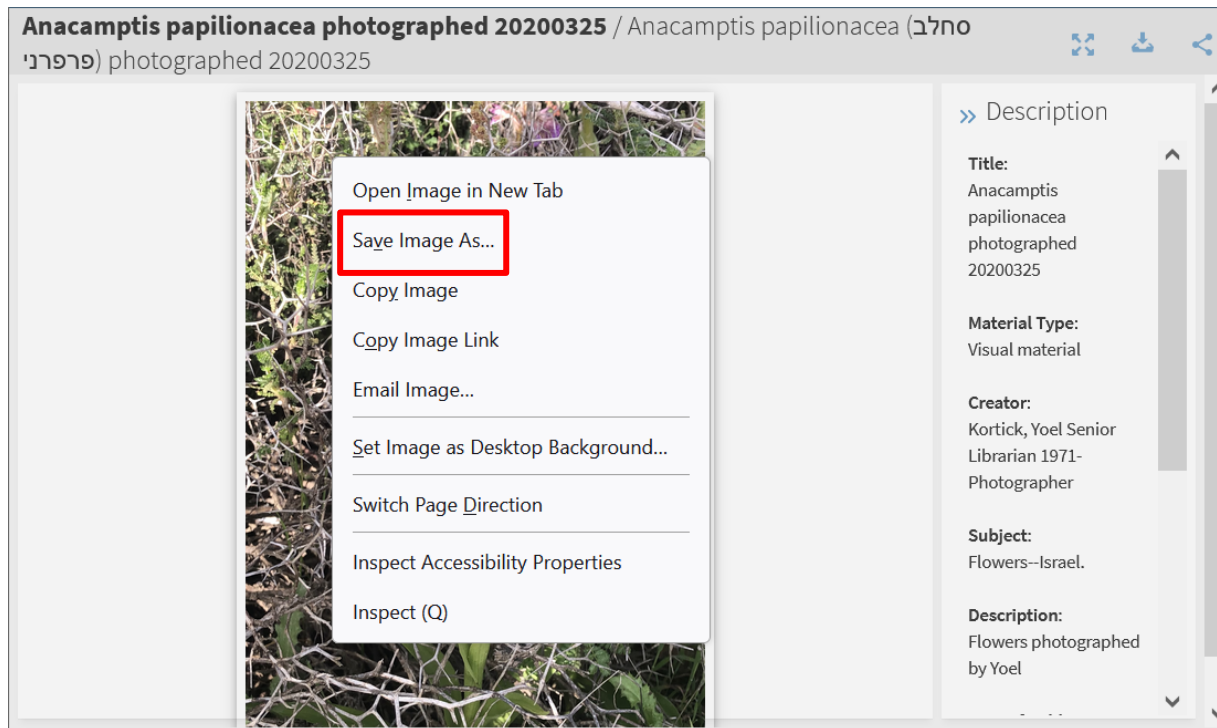 Anacamptis papilionacea photographed 20200325 / Anacamptis papilionacea (סחלב
פרפרני) photographed 20200325
Open Image in New Tab
Save Image As...
Copy Image
Copy Image Link
Email Image...
Set Image as Desktop Background...
Switch Page Direction
Inspect Accessibility Properties
Inspect (Q)
Description
Title:
Anacamptis
papilionacea
photographed
20200325
Material Type:
Visual material
Creator:
Kortick, Yoel Senior
Librarian 1971-
Photographer
Subject:
Flowers--Israel.
Description:
Flowers photographed
by Yoel